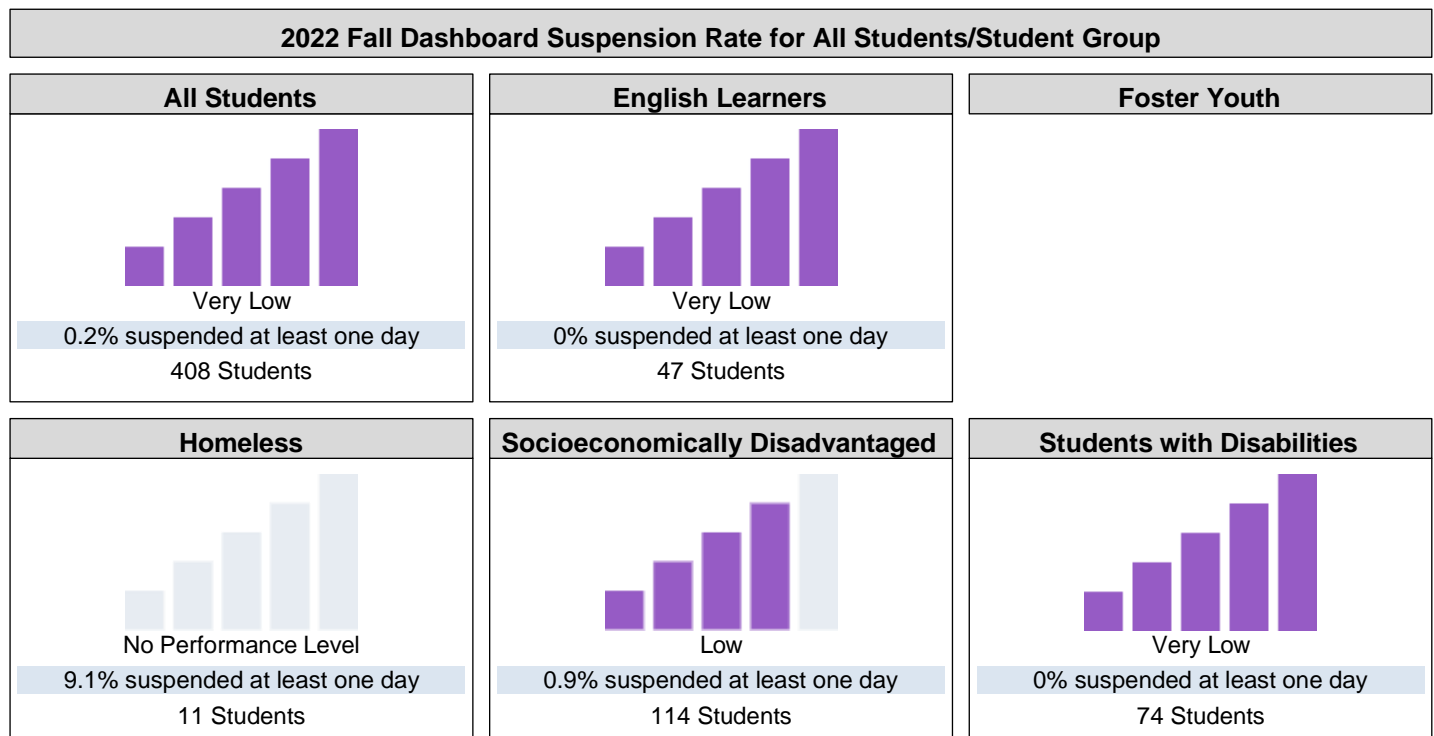 2022 Fall Dashboard Suspension Rate for All Students/Student Group
All Students
Very Low
0.2% suspended at least one day
408 Students
English Learners
Very Low
0% suspended at least one day
47 Students
Foster Youth
Homeless
No Performance Level
9.1% suspended at least one day
11 Students
Socioeconomically Disadvantaged
Low
0.9% suspended at least one day
114 Students
Students with Disabilities
Very Low
0% suspended at least one day
74 Students